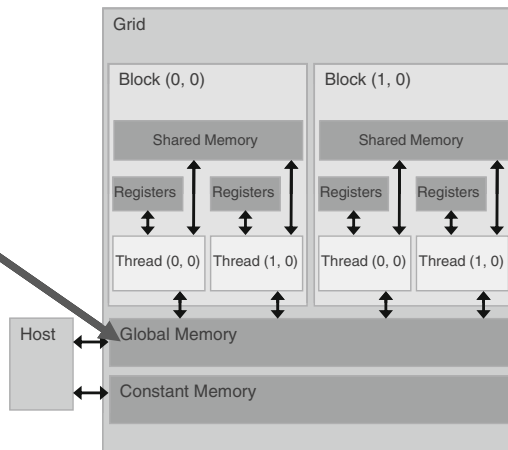 Grid
Block (0, 0)
Block (1, 0)
Shared Memory
Shared Memory
Registers
Registers
Registers
Registers
Thread (0, 0)
Thread (1, 0)
Thread (0, 0)
Thread (1, 0)
Host
Global Memory
Constant Memory